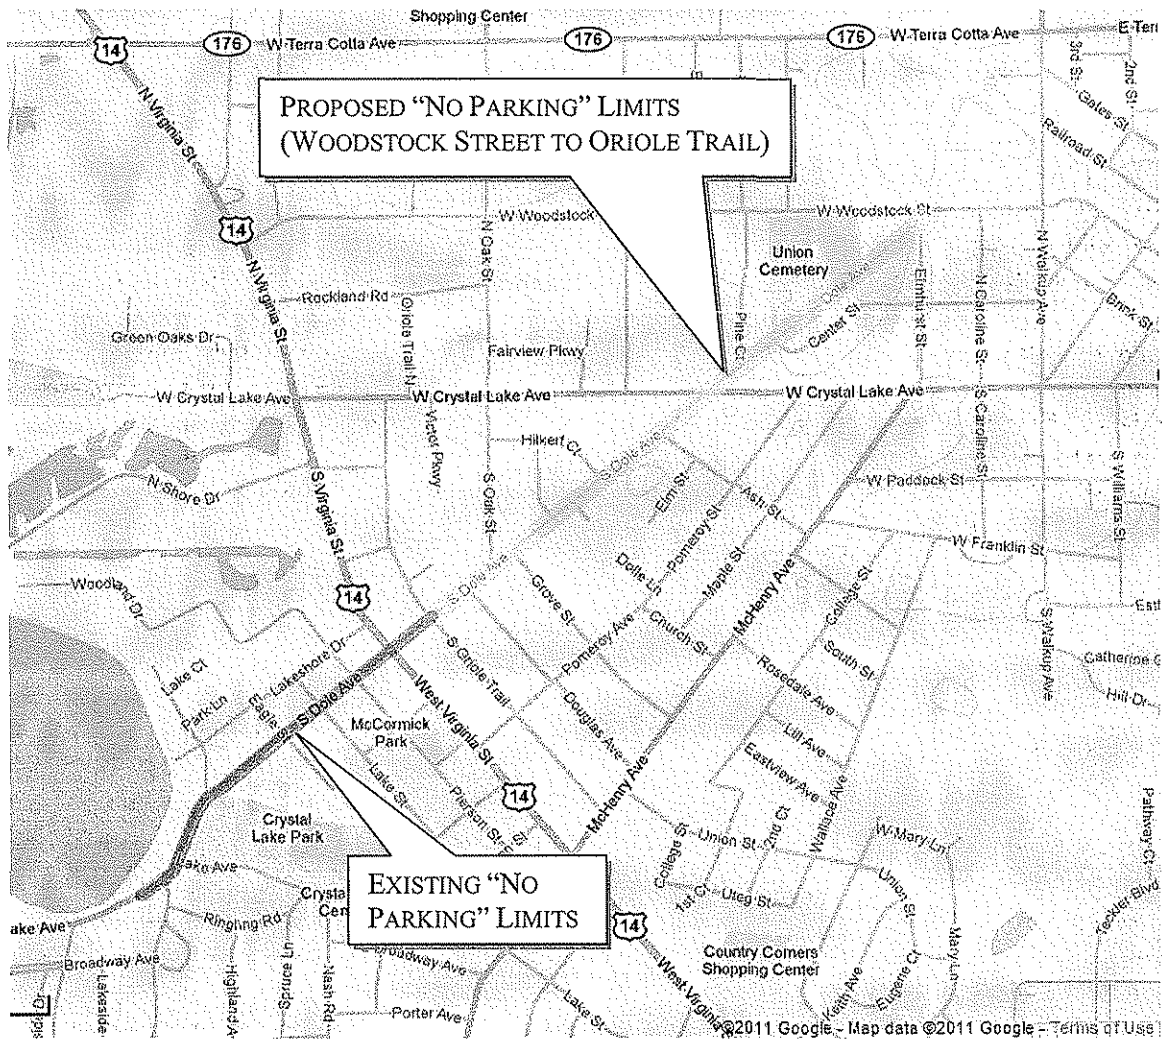 Shopping Center
14
176
W Terra Cotta Ave
176
176
W Terra Cotta Ave
E Terr
3rd St
2nd St
Gates St
Railroad St
N Virginia St
PROPOSED “NO PARKING” LIMITS
(WOODSTOCK STREET TO ORIOLE TRAIL)
14
W Woodstock
W Woodstock St
N Oak St
Union
Cemetery
N Walkup Ave
N Virginia St
Rockland Rd
Oriole Trail N
Pine Ct
Center St
Elmhurst St
N Caroline St
Brink St
Green Oaks Dr
Fairview Pkwy
W Crystal Lake Ave
W Crystal Lake Ave
W Crystal Lake Ave
Victor Pkwy
S Caroline St
Hilkert Ct
S Dole Ave
N Shore Dr
S Virginia St
S Oak St
Elm St
Ash St
W Paddock St
S Williams St
Pomeroy St
W Franklin St
Woodland Dr
14
S Dole Ave
Dolle Ln
Maple St
McHenry Ave
College St
Grove St
Church St
Esth
S Walkup Ave
Lake Ct
E Lakeshore Dr
S Oriole Trail
Pomeroy Ave
South St
Catherine C
Park Ln
Eagle
S Dole Ave
Rosedale Ave
Hill Dr
McCormick
Park
West Virginia St
Douglas Ave
Lill Ave
Eastview Ave
Lake St
Pierson St
14
McHenry Ave
Wallace Ave
Pathway Ct
Crystal
Lake Park
n St
College St
Union St
2nd Ct
W Mary Ln
Lake Ave
EXISTING “NO
PARKING” LIMITS
1st Ct
Uteg St
Union St
Crysta
Cen
Ringling Rd
14
Teckler Blvd
ake Ave
Broadway Ave
Broadway Ave
Country Corners
Shopping Center
Mary Ln
Eugene Ct
Keith Ave
Lakeside
Highland A
Spruce Ln
Nash Rd
Porter Ave
Lake St
West Virginia
©2011 Google - Map data ©2011 Google - Terms of Use